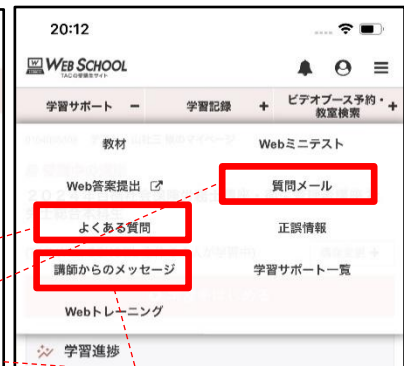 20:12
WEB SCHOOL
TACの受講生サイト
学習サポート − 学習記録 + ビデオブース予約・教室検索 +
教材 Webミニテスト
Web答案提出 質問メール
よくある質問 正誤情報
講師からのメッセージ 学習サポート一覧
Webトレーニング
学習進捗